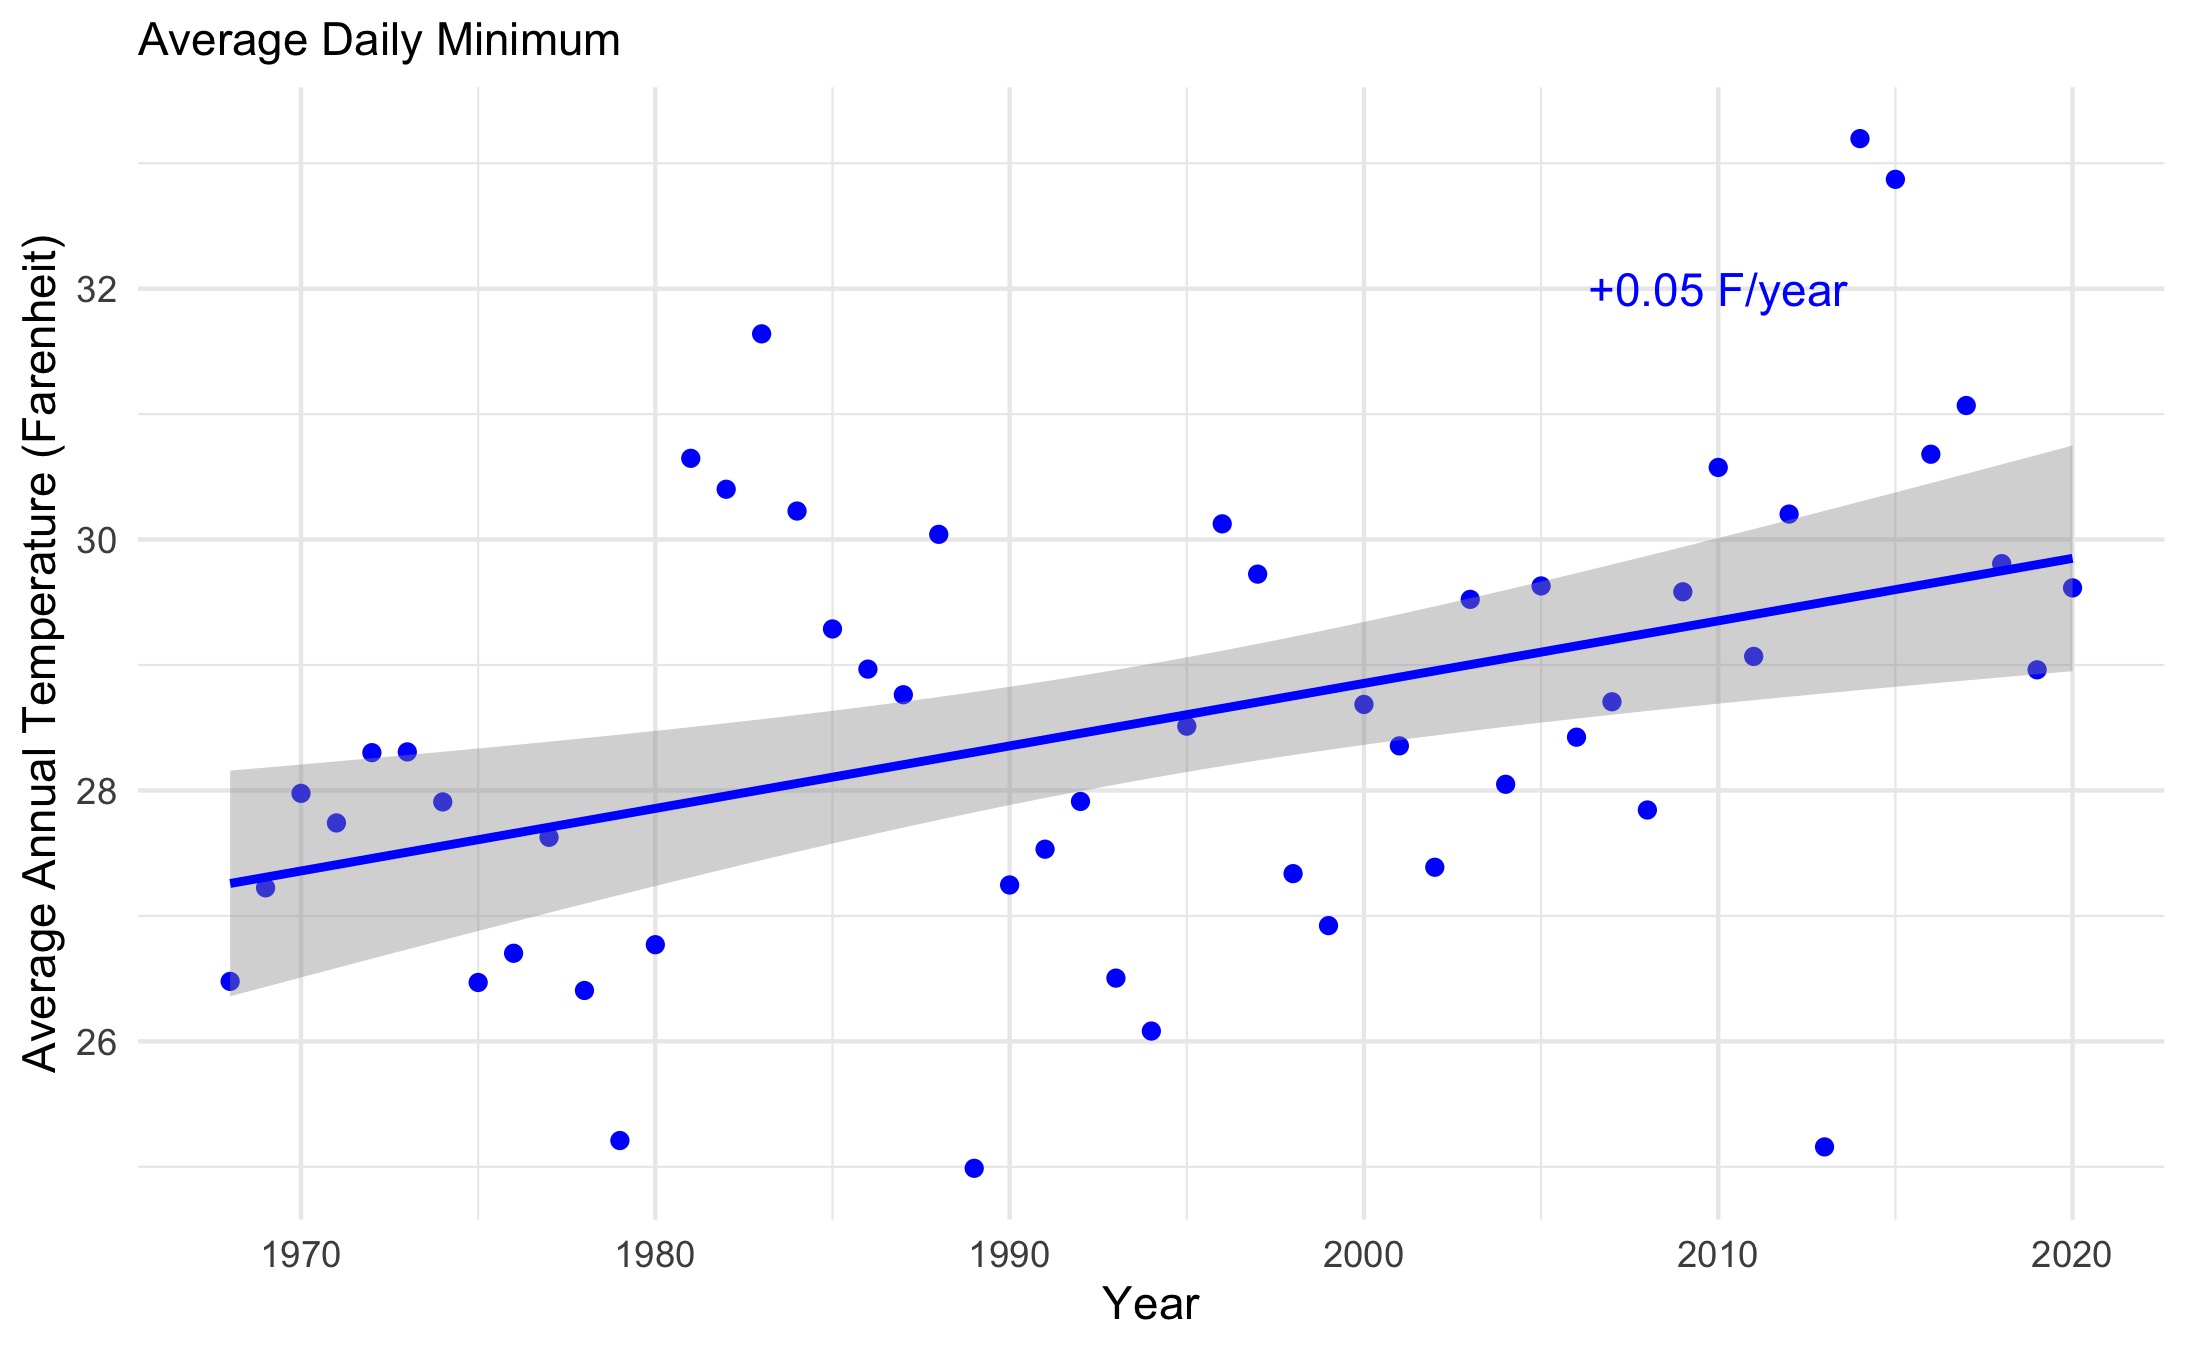 Average Daily Minimum
Average Annual Temperature (Farenheit)
32
30
28
26
+0.05 F/year
1970 1980 1990 2000 2010 2020
Year